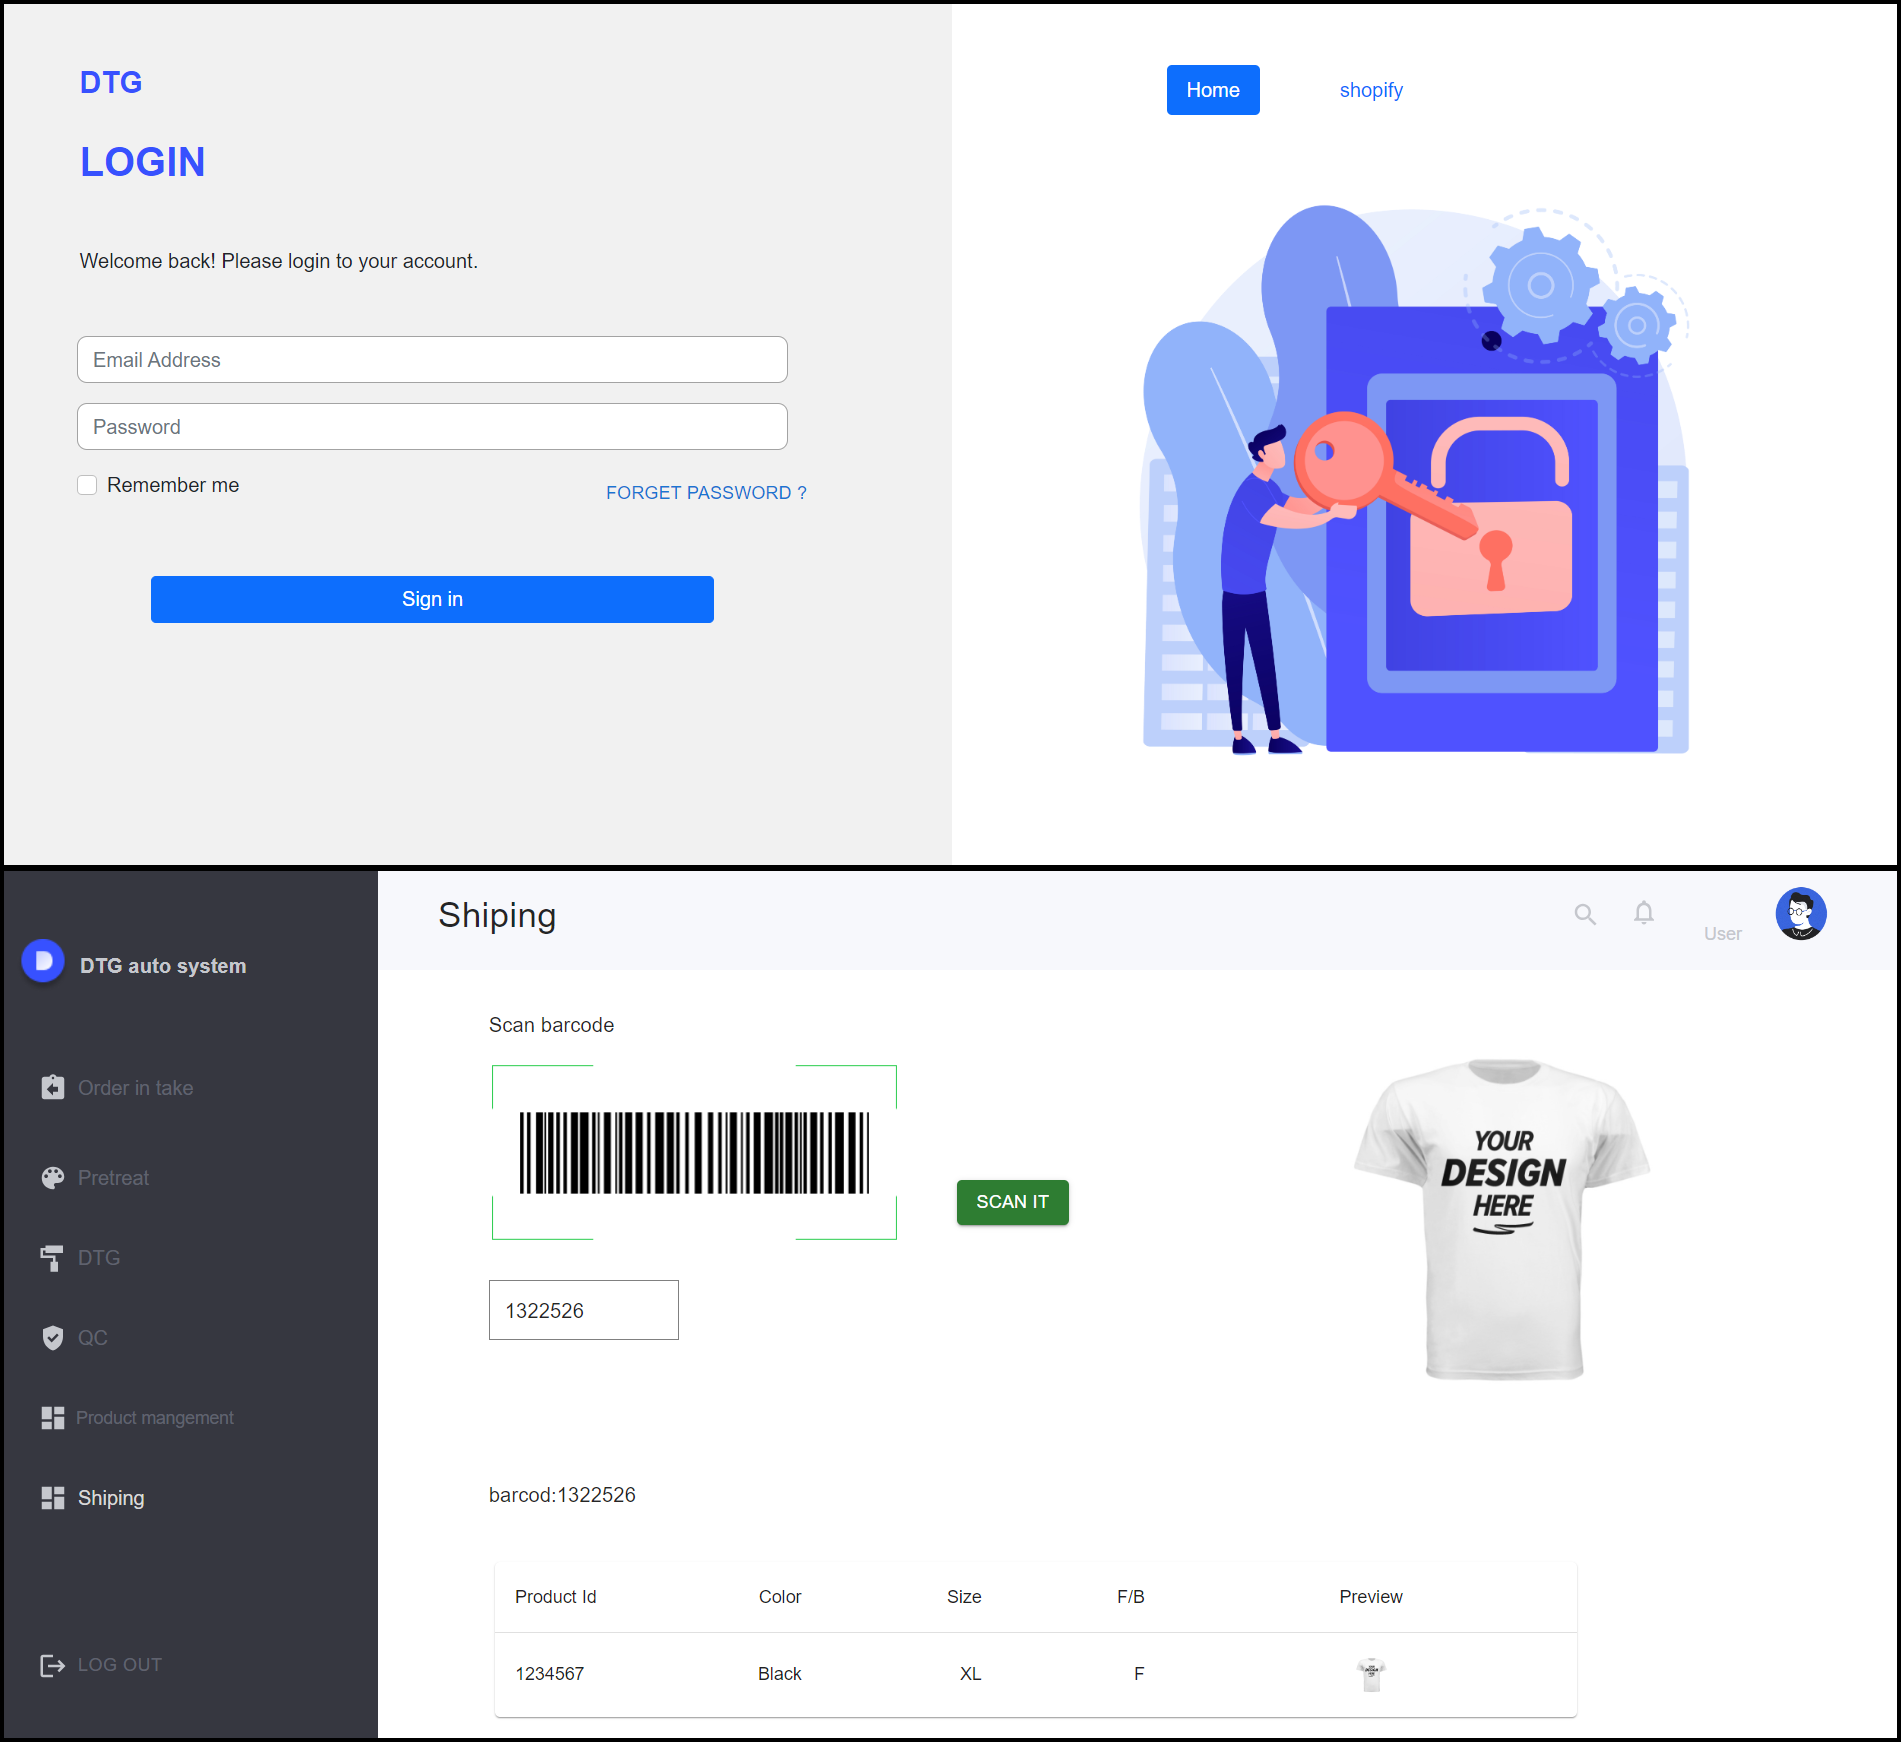 DTG
LOGIN
Welcome back! Please login to your account.
Email Address
Password
Remember me
FORGET PASSWORD ?
Sign in
Home
shopify
DTG auto system
Order in take
Pretreat
DTG
QC
Product mangement
Shiping
LOG OUT
Shiping
User
Scan barcode
SCAN IT
1322526
YOUR
DESIGN
HERE
barcod:1322526
Product Id Color Size F/B Preview
1234567 Black XL F